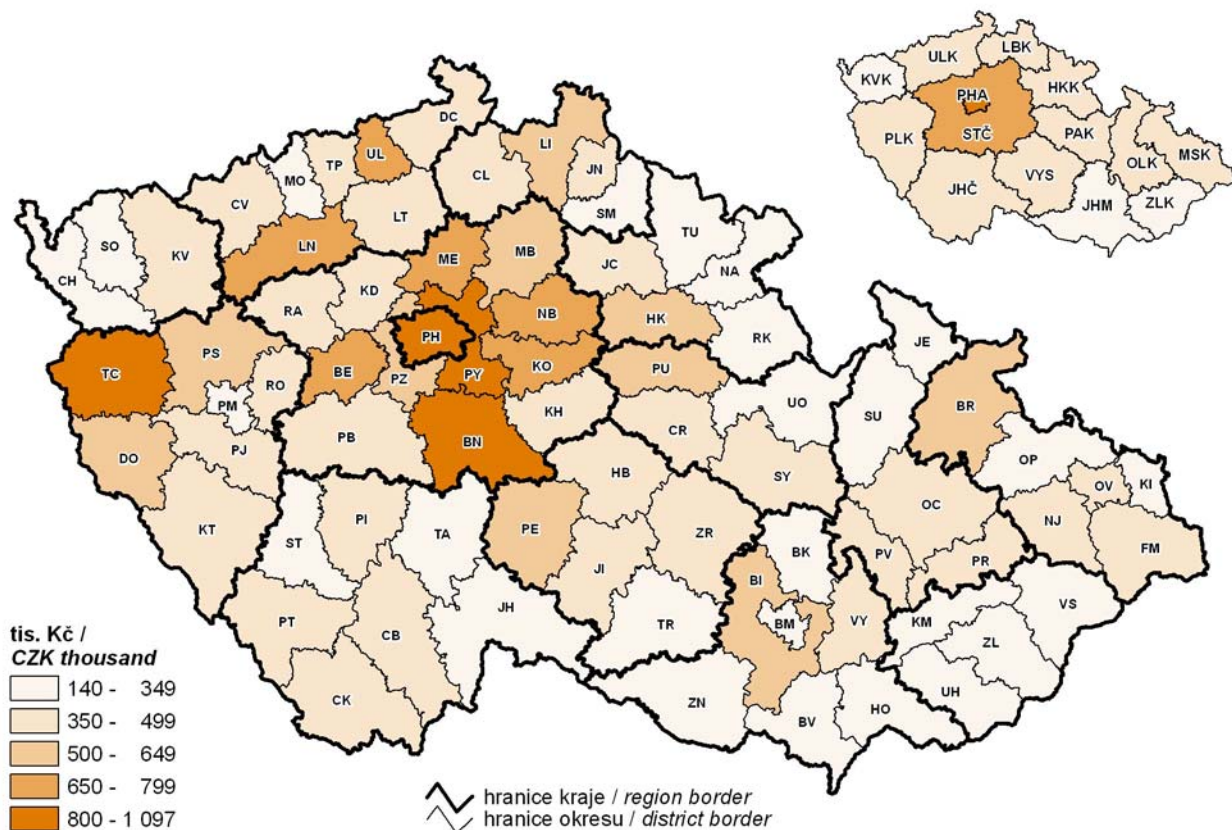 ULK LBK
KVK HKK
PHA
PLK STČ PAK
OLK MSK
JHČ VYS
JHM ZLK
DC
UL LI
TP
MO CL JN
CV LT SM
SO KV LN ME MB TU
CH JC NA
RA KD
NB HK
PH RK JE
TC PS BE PZ PY KO PU
RO
PM KH UO SU BR
PB BN CR
DO PJ OP
HB SY OV KI
KT PI TA PE OC NJ
ST ZR FM
JI BK PV PR
BI
PT CB JH TR BM VY KM VS
ZL
CK ZN BV HO UH
tis. Kč /
CZK thousand
140 - 349
350 - 499
500 - 649
650 - 799
800 - 1 097
hranice kraje / region border
hranice okresu / district border